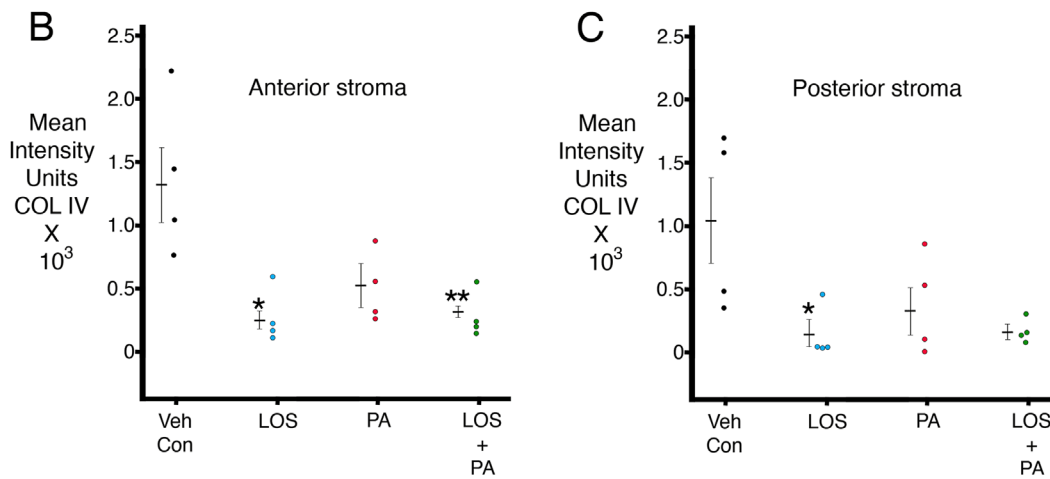 B
Anterior stroma
Mean
Intensity
Units
COL IV
X
10³
2.5
2.0
1.5
1.0
0.5
0
*
**
Veh
Con
LOS
PA
LOS
+
PA
C
Posterior stroma
Mean
Intensity
Units
COL IV
X
10³
2.5
2.0
1.5
1.0
0.5
0
*
Veh
Con
LOS
PA
LOS
+
PA